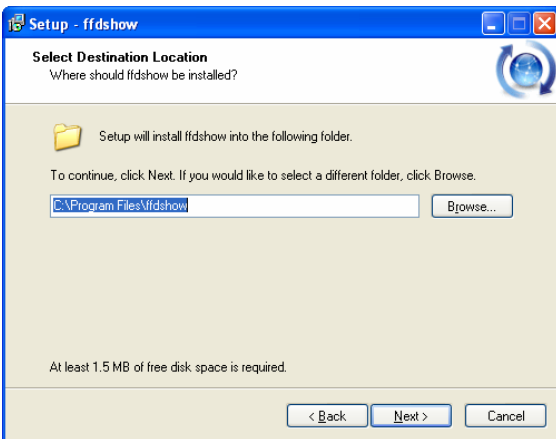 Setup - ffdshow
Select Destination Location
Where should ffdshow be installed?
Setup will install ffdshow into the following folder.
To continue, click Next. If you would like to select a different folder, click Browse.
C:\Program Files\ffdshow
Browse...
At least 1.5 MB of free disk space is required.
< Back
Next >
Cancel